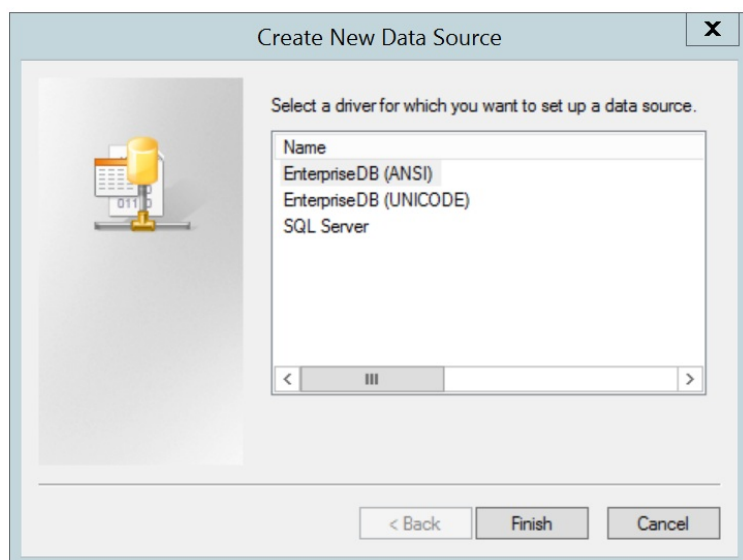 Create New Data Source
X
Select a driver for which you want to set up a data source.
Name
EnterpriseDB (ANSI)
EnterpriseDB (UNICODE)
SQL Server
< Back Finish Cancel